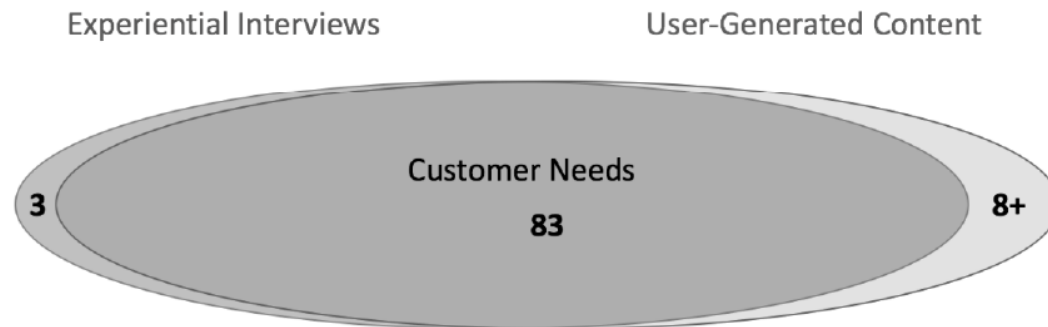 Experiential Interviews
User-Generated Content
Customer Needs
3
83
8+